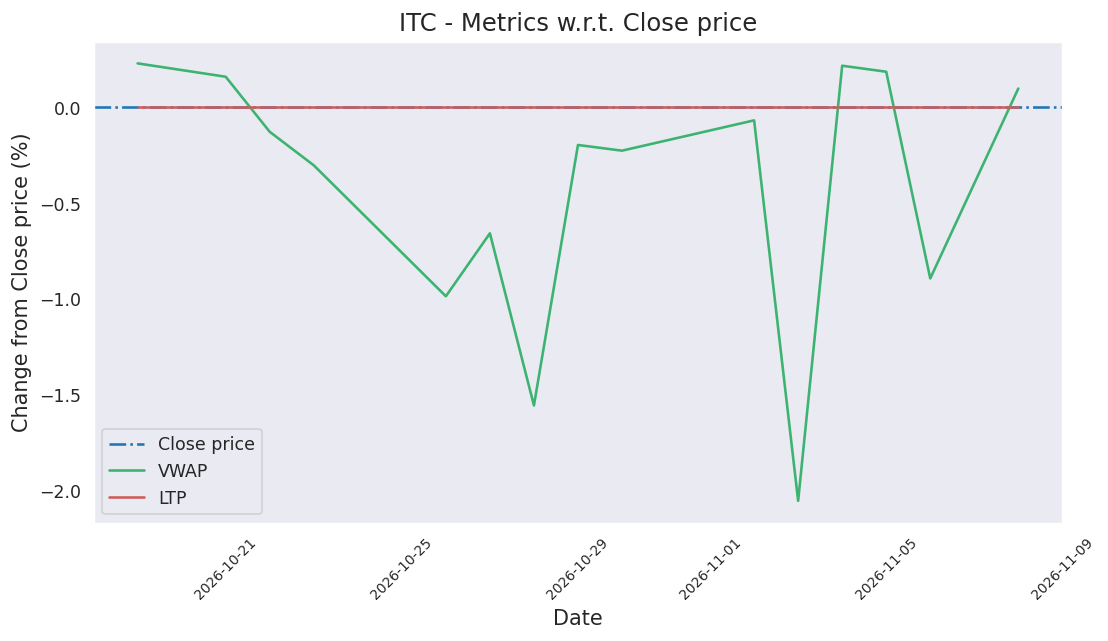 ITC - Metrics w.r.t. Close price
Change from Close price (%)
0.0
−0.5
−1.0
−1.5
−2.0
Close price
VWAP
LTP
2026-10-21
2026-10-25
2026-10-29
2026-11-01
2026-11-05
2026-11-09
Date